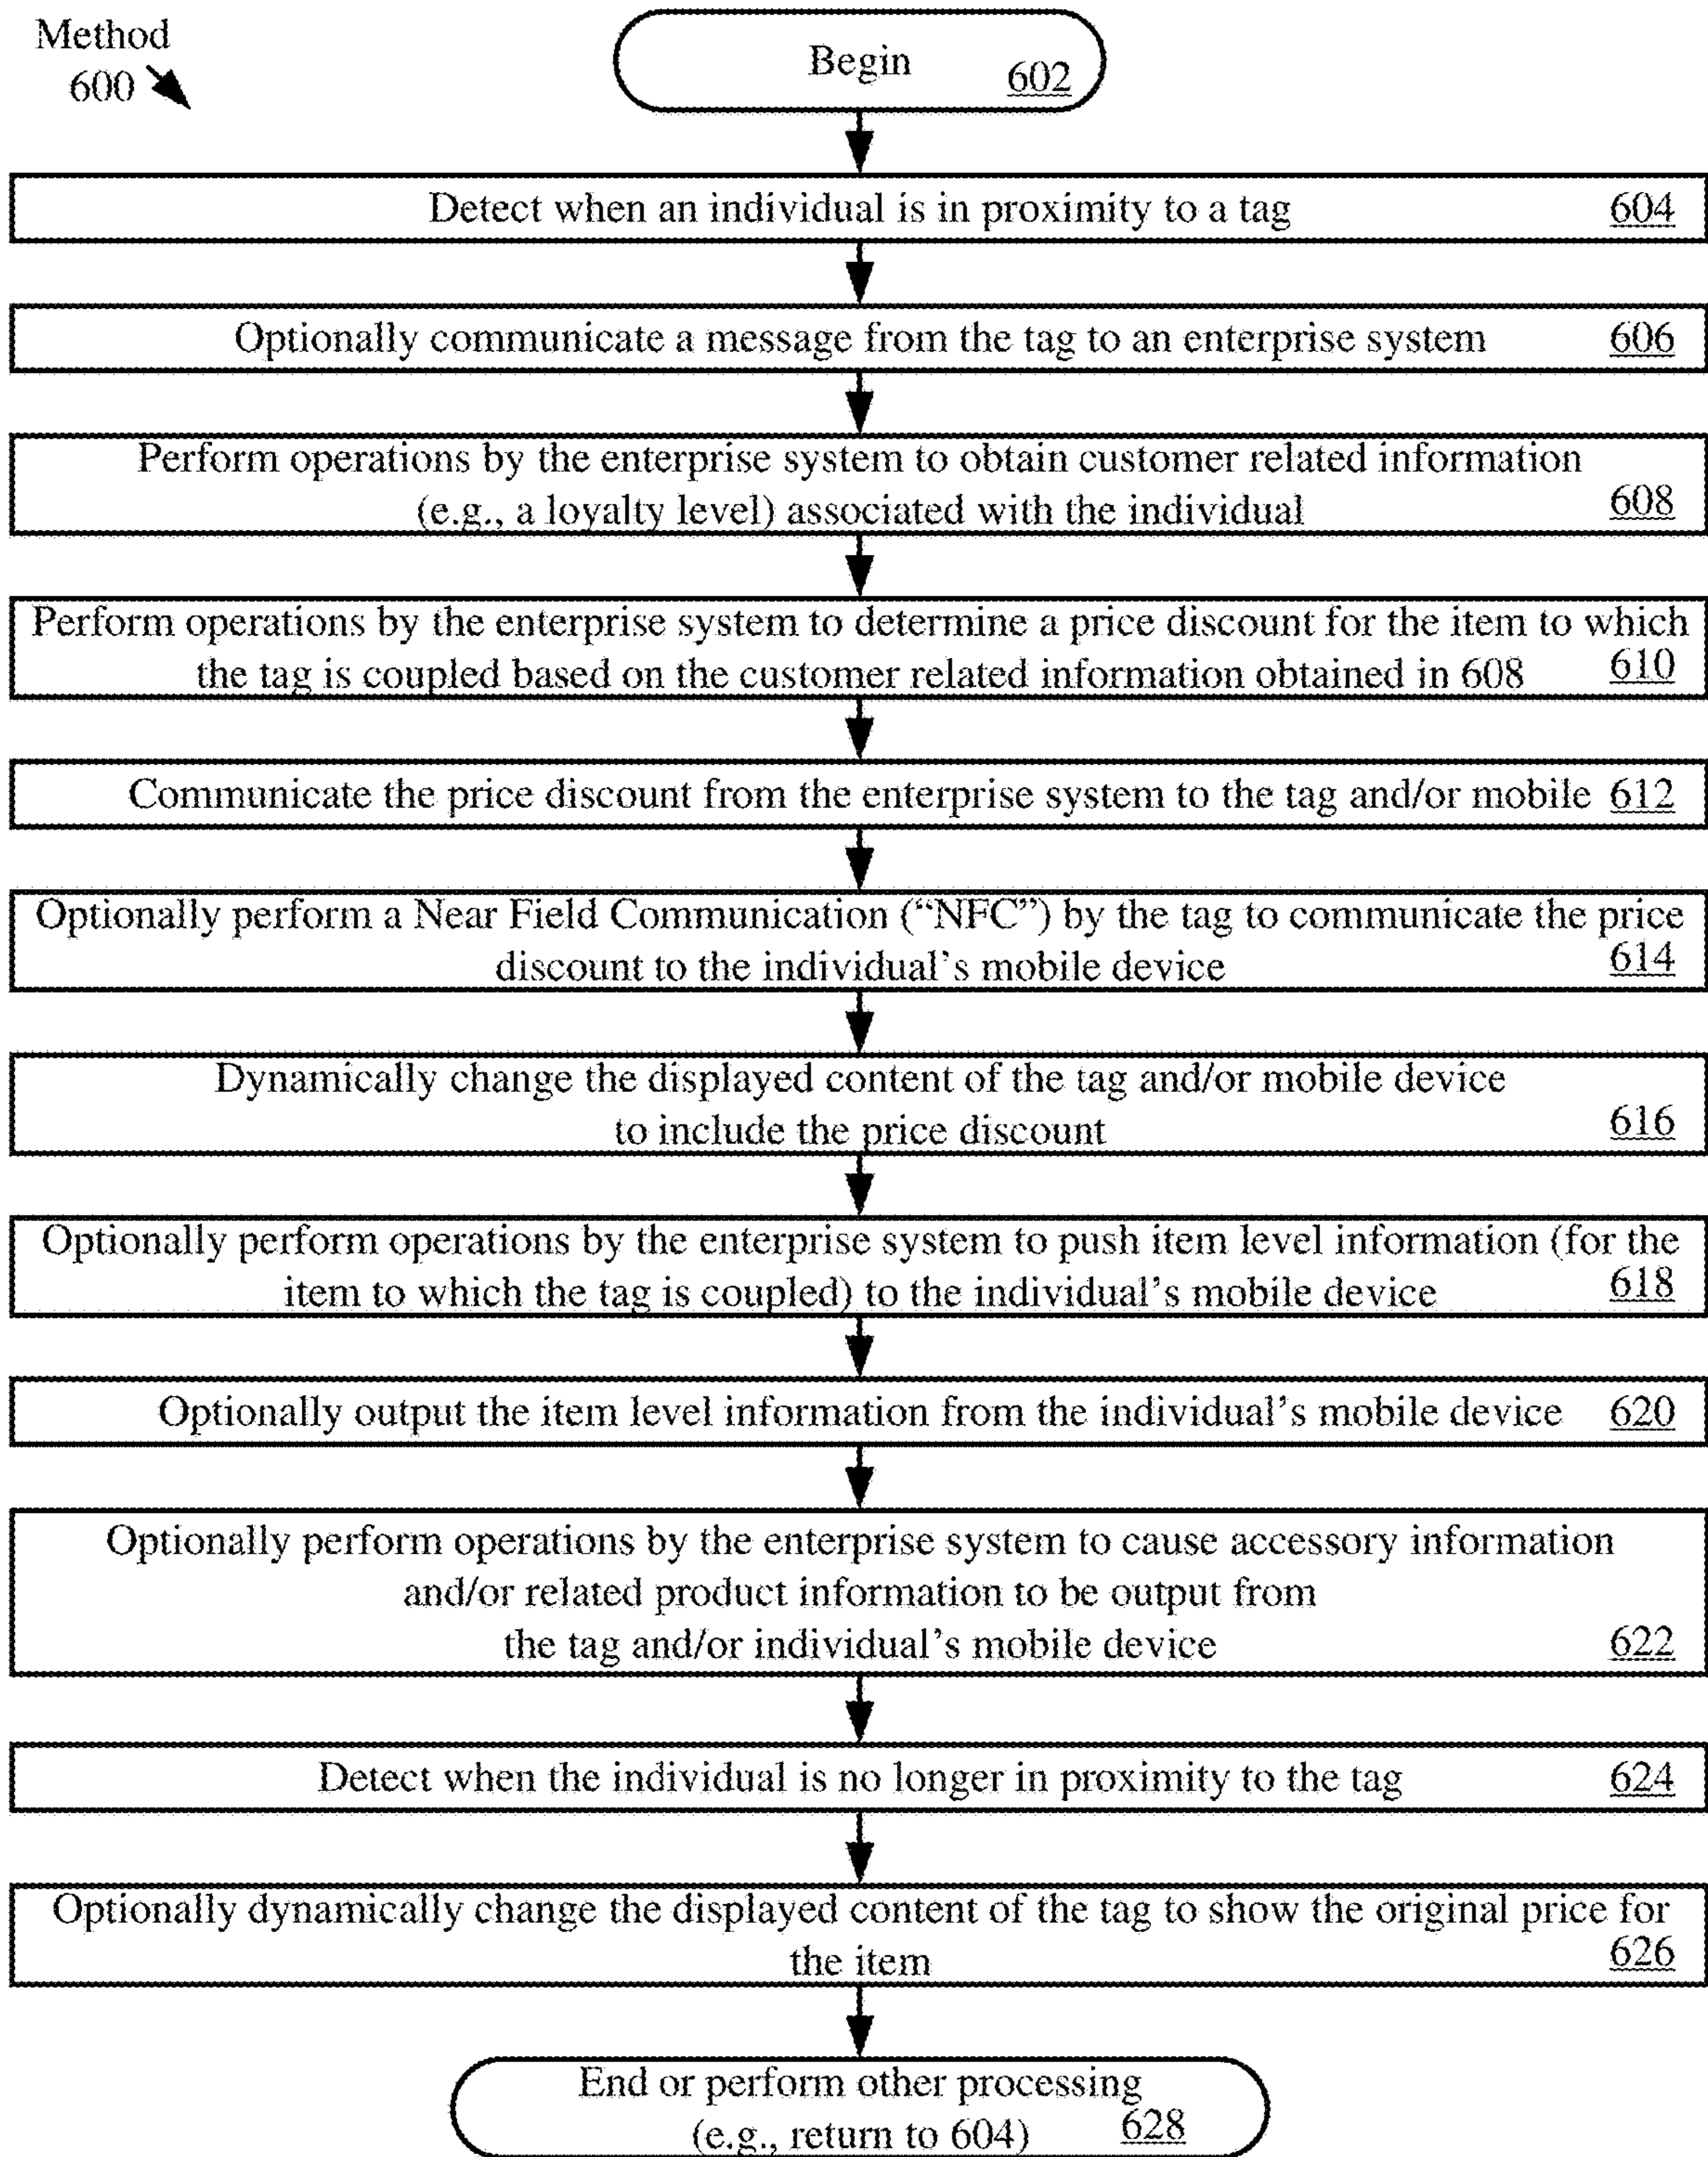 Method
600
Begin 602
Detect when an individual is in proximity to a tag 604
Optionally communicate a message from the tag to an enterprise system 606
Perform operations by the enterprise system to obtain customer related information
(e.g., a loyalty level) associated with the individual 608
Perform operations by the enterprise system to determine a price discount for the item to which
the tag is coupled based on the customer related information obtained in 608 610
Communicate the price discount from the enterprise system to the tag and/or mobile 612
Optionally perform a Near Field Communication (“NFC”) by the tag to communicate the price
discount to the individual’s mobile device 614
Dynamically change the displayed content of the tag and/or mobile device
to include the price discount 616
Optionally perform operations by the enterprise system to push item level information (for the
item to which the tag is coupled) to the individual’s mobile device 618
Optionally output the item level information from the individual’s mobile device 620
Optionally perform operations by the enterprise system to cause accessory information
and/or related product information to be output from
the tag and/or individual’s mobile device 622
Detect when the individual is no longer in proximity to the tag 624
Optionally dynamically change the displayed content of the tag to show the original price for
the item 626
End or perform other processing
(e.g., return to 604) 628